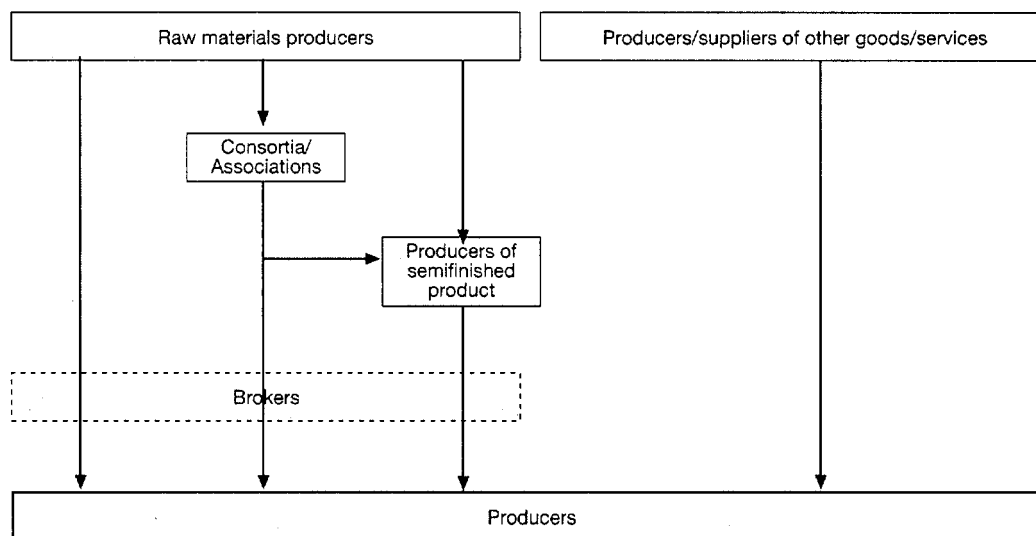 Raw materials producers
Producers/suppliers of other goods/services
Consortia/
Associations
Producers of
semifinished
product
Brokers
Producers